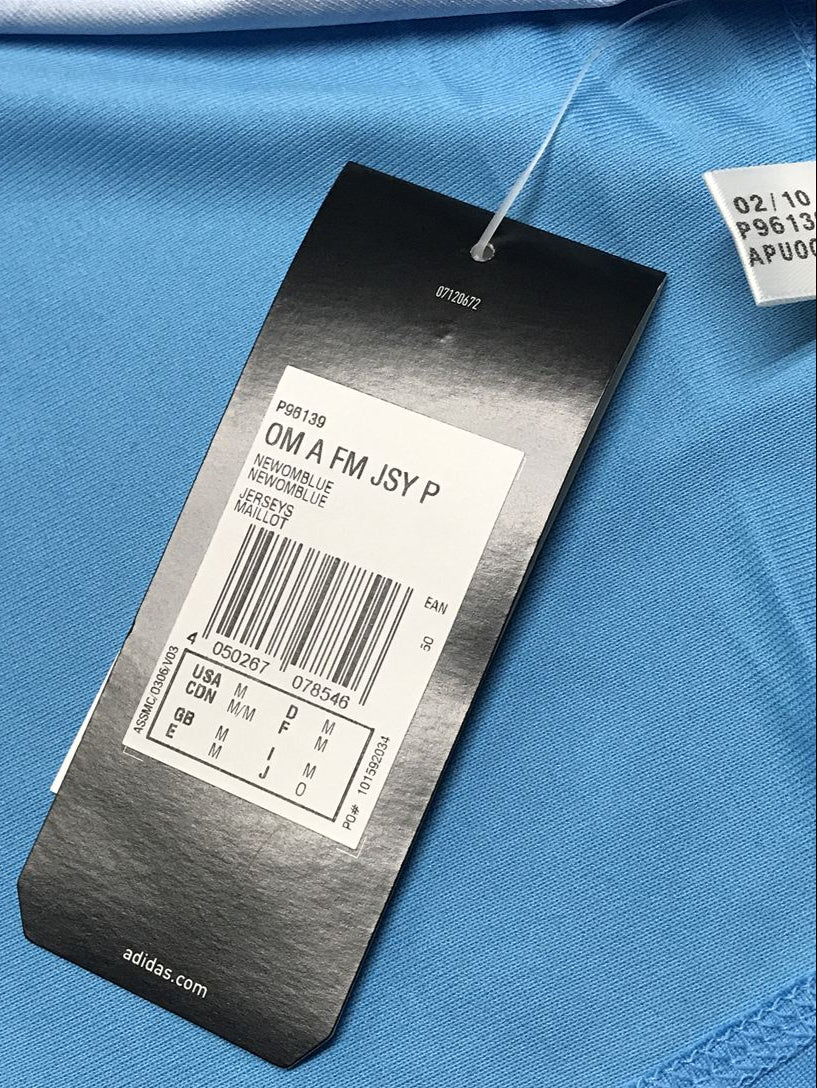 02/10
P9613
APU00
07120672
P96139
OM A FM JSY P
NEWOMBLUE
NEWOMBLUE
JERSEYS
MAILLOT
EAN
50
4 050267 078546
ASSMC/0306/V03
USA M D M
CDN M/M F M
GB M I M
E M J O
PO# 101592034
adidas.com